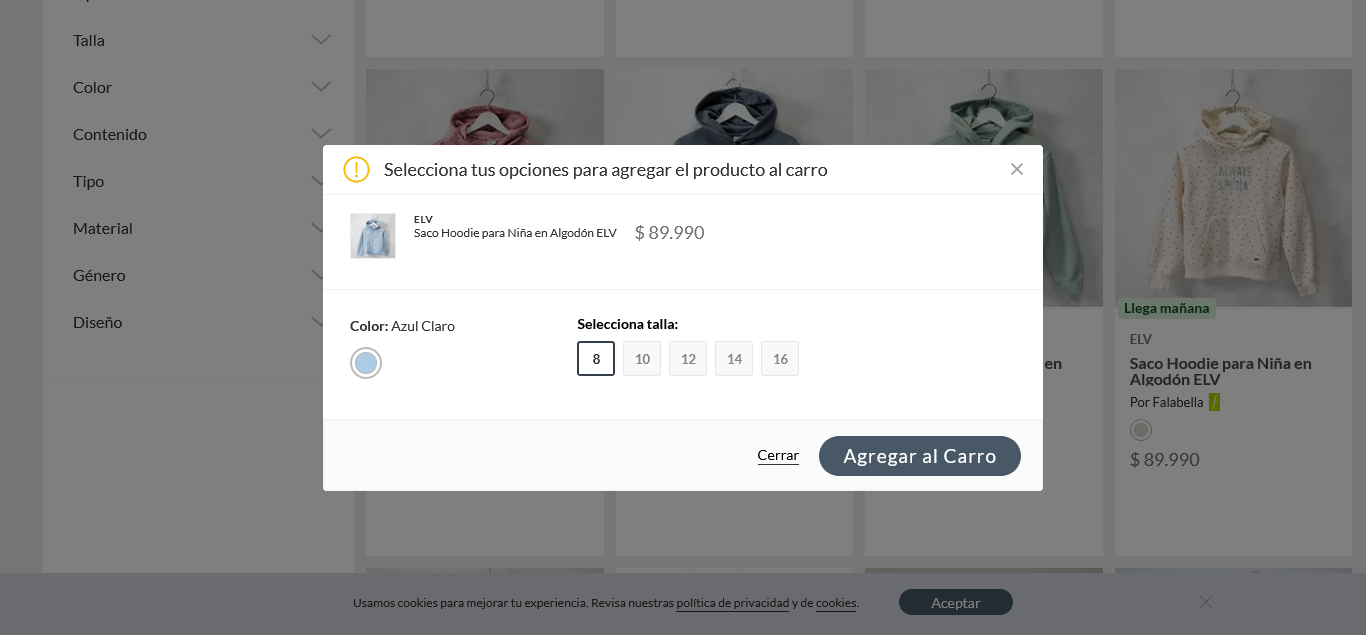 Talla
Color
Contenido
Tipo
Material
Género
Diseño
Selecciona tus opciones para agregar el producto al carro
ELV
Saco Hoodie para Niña en Algodón ELV
$ 89.990
Color: Azul Claro
Selecciona talla:
8
10
12
14
16
Cerrar
Agregar al Carro
en
ALWAYS
Llega mañana
ELV
Saco Hoodie para Niña en
Algodón ELV
Por Falabella
$ 89.990
Usamos cookies para mejorar tu experiencia. Revisa nuestras política de privacidad y de cookies.
Aceptar